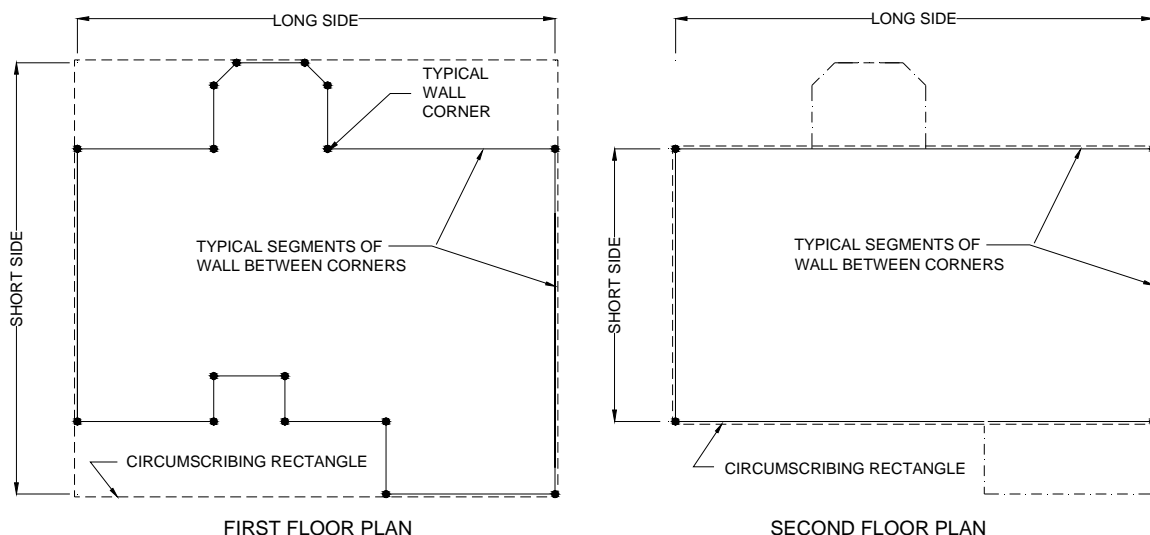 LONG SIDE
TYPICAL
WALL
CORNER
SHORT SIDE
TYPICAL SEGMENTS OF
WALL BETWEEN CORNERS
CIRCUMSCRIBING RECTANGLE
FIRST FLOOR PLAN
LONG SIDE
SHORT SIDE
TYPICAL SEGMENTS OF
WALL BETWEEN CORNERS
CIRCUMSCRIBING RECTANGLE
SECOND FLOOR PLAN